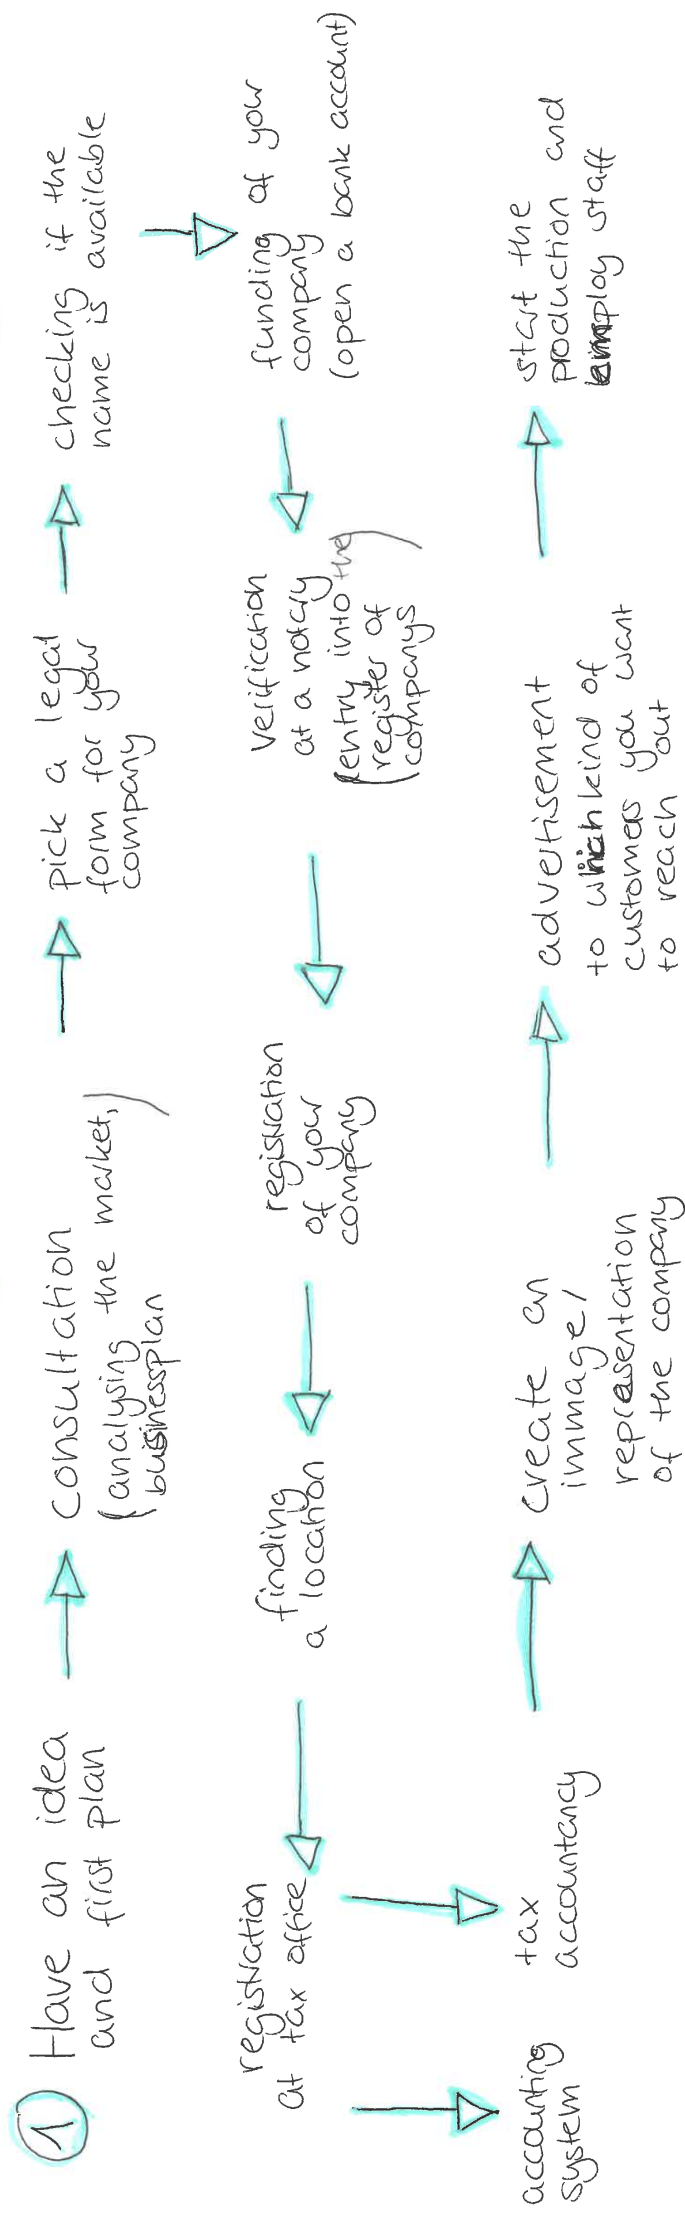 1
Have an idea
and first plan
consultation
(analysing the market,)
businessplan
pick a legal
form for your
company
checking if the
name is available
funding of your
company
(open a bank account)
verification
at a notary
(entry into the)
register of
companys
registration
of your
company
finding
a location
registration
at tax office
accounting
system
tax
accountancy
create an
immage/
representation
of the company
advertisement
to which kind of
customers you want
to reach out
start the
production and
employ staff